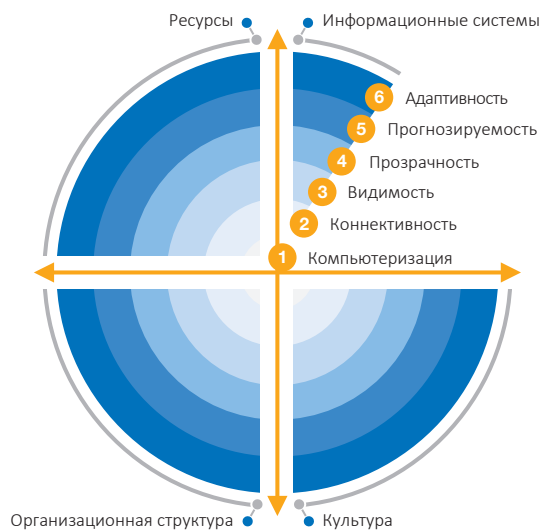 Ресурсы
Информационные системы
6 Адаптивность
5 Прогнозируемость
4 Прозрачность
3 Видимость
2 Коннективность
1 Компьютеризация
Организационная структура
Культура